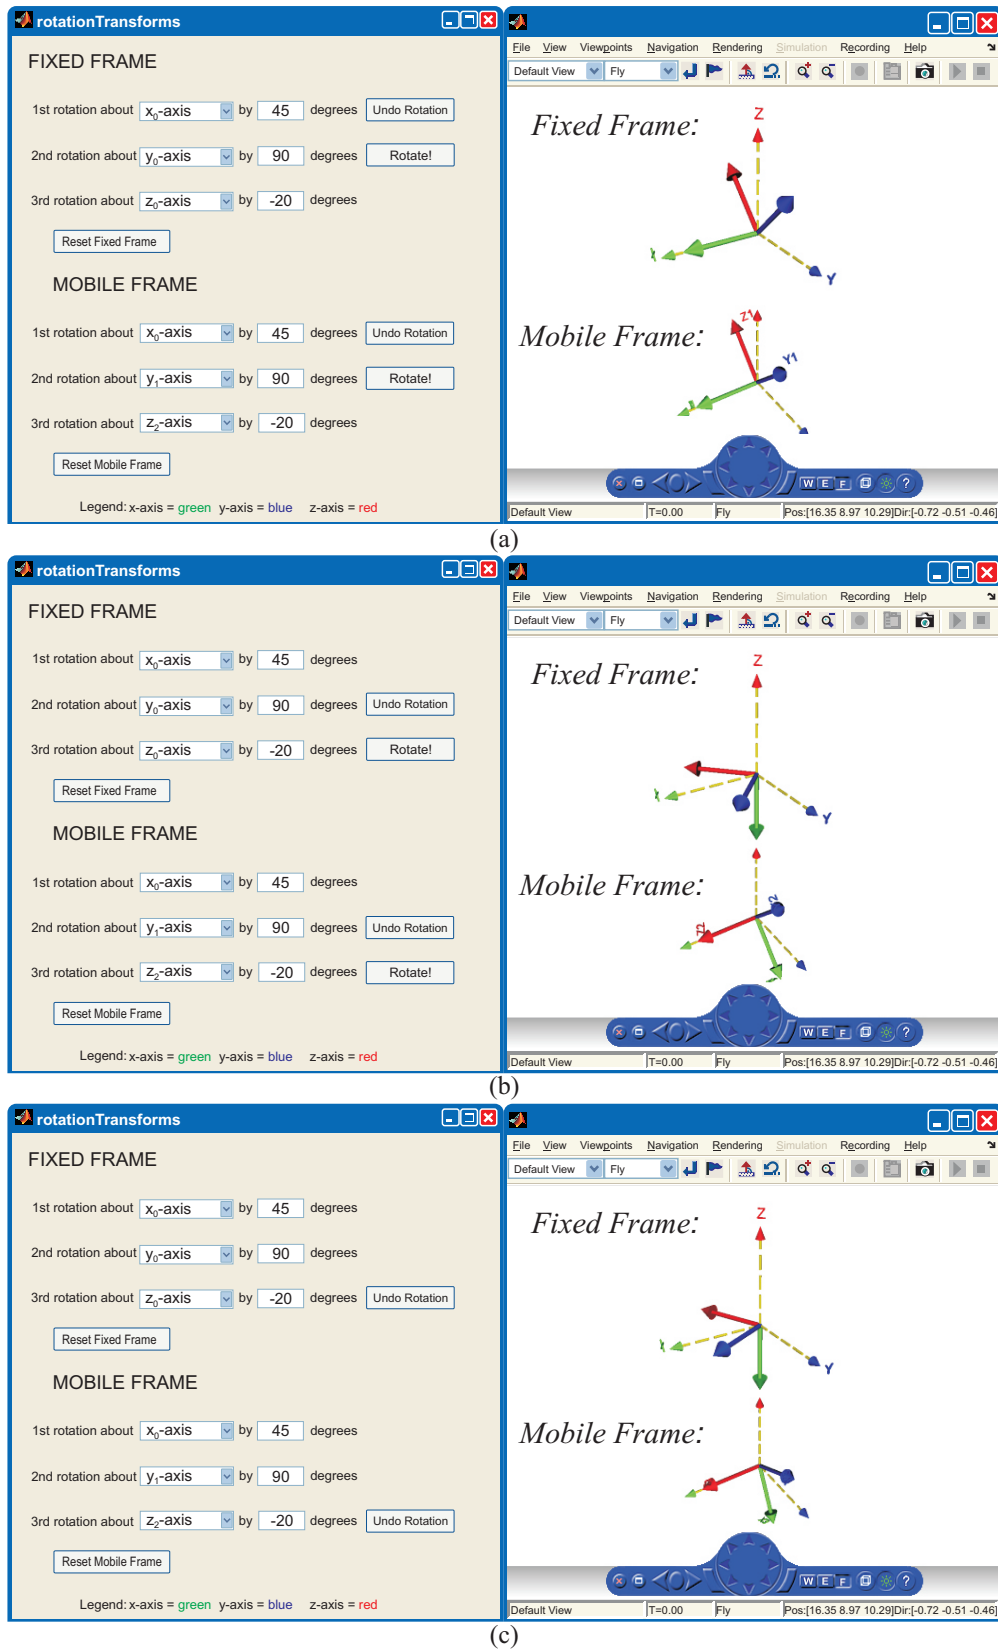 rotationTransforms
FIXED FRAME
1st rotation about x0-axis by 45 degrees Undo Rotation
2nd rotation about y0-axis by 90 degrees Rotate!
3rd rotation about z0-axis by -20 degrees
Reset Fixed Frame
MOBILE FRAME
1st rotation about x0-axis by 45 degrees Undo Rotation
2nd rotation about y1-axis by 90 degrees Rotate!
3rd rotation about z2-axis by -20 degrees
Reset Mobile Frame
Legend: x-axis = green y-axis = blue z-axis = red
File View Viewpoints Navigation Rendering Simulation Recording Help
Default View Fly
Fixed Frame:
Z
X
Y
Mobile Frame:
Z1
Y1
W E F ?
Default View T=0.00 Fly Pos:[16.35 8.97 10.29]Dir:[-0.72 -0.51 -0.46]
(a)
rotationTransforms
FIXED FRAME
1st rotation about x0-axis by 45 degrees
2nd rotation about y0-axis by 90 degrees Undo Rotation
3rd rotation about z0-axis by -20 degrees Rotate!
Reset Fixed Frame
MOBILE FRAME
1st rotation about x0-axis by 45 degrees
2nd rotation about y1-axis by 90 degrees Undo Rotation
3rd rotation about z2-axis by -20 degrees Rotate!
Reset Mobile Frame
Legend: x-axis = green y-axis = blue z-axis = red
File View Viewpoints Navigation Rendering Simulation Recording Help
Default View Fly
Fixed Frame:
Z
X
Y
Mobile Frame:
Z2
W E F ?
Default View T=0.00 Fly Pos:[16.35 8.97 10.29]Dir:[-0.72 -0.51 -0.46]
(b)
rotationTransforms
FIXED FRAME
1st rotation about x0-axis by 45 degrees
2nd rotation about y0-axis by 90 degrees
3rd rotation about z0-axis by -20 degrees Undo Rotation
Reset Fixed Frame
MOBILE FRAME
1st rotation about x0-axis by 45 degrees
2nd rotation about y1-axis by 90 degrees
3rd rotation about z2-axis by -20 degrees Undo Rotation
Reset Mobile Frame
Legend: x-axis = green y-axis = blue z-axis = red
File View Viewpoints Navigation Rendering Simulation Recording Help
Default View Fly
Fixed Frame:
Z
X
Y
Mobile Frame:
W E F ?
Default View T=0.00 Fly Pos:[16.35 8.97 10.29]Dir:[-0.72 -0.51 -0.46]
(c)